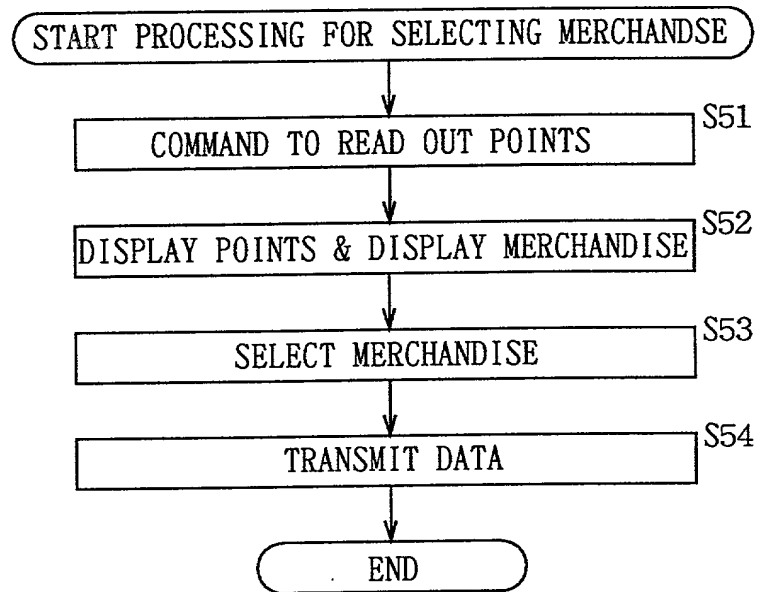 START PROCESSING FOR SELECTING MERCHANDSE
S51
COMMAND TO READ OUT POINTS
S52
DISPLAY POINTS & DISPLAY MERCHANDISE
S53
SELECT MERCHANDISE
S54
TRANSMIT DATA
END